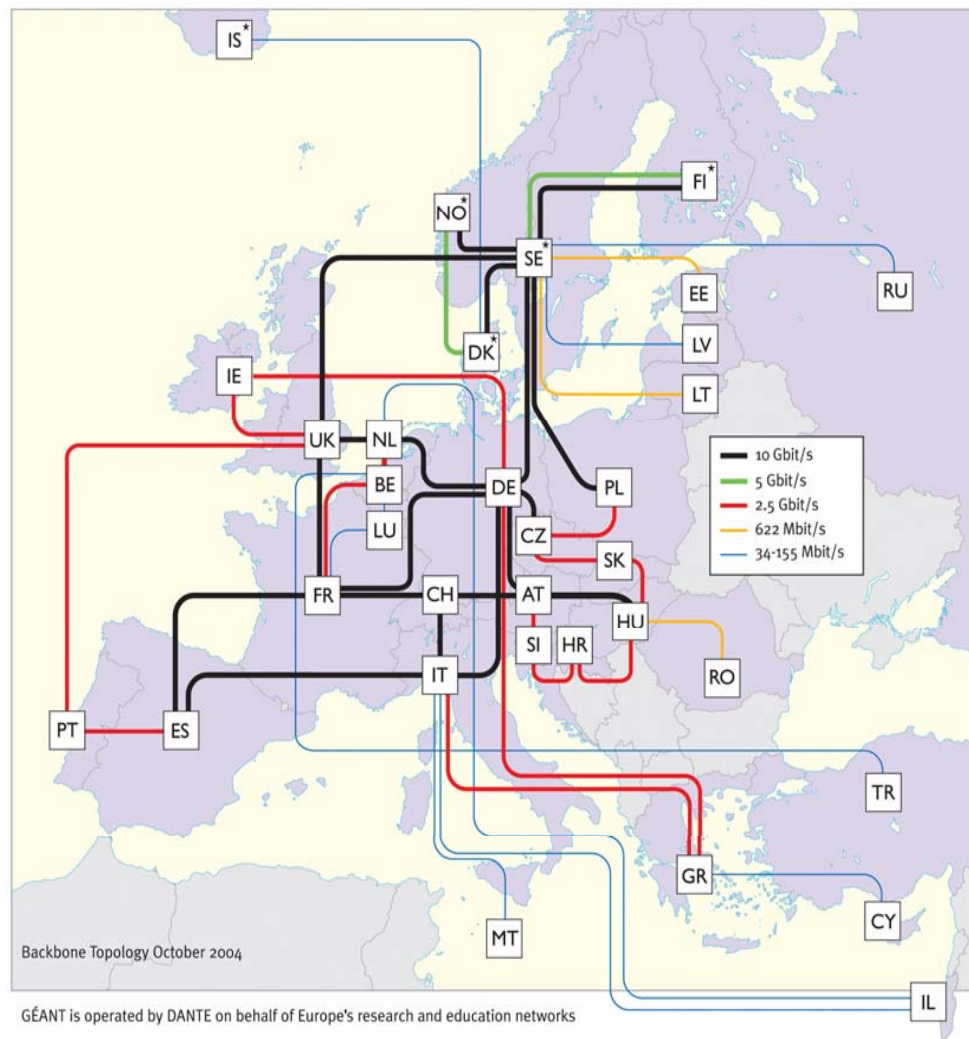 IS*
FI*
NO*
SE*
RU
EE
DK*
LV
IE
LT
UK
NL
10 Gbit/s
5 Gbit/s
2.5 Gbit/s
622 Mbit/s
34-155 Mbit/s
BE
DE
PL
LU
CZ
SK
FR
CH
AT
HU
SI
HR
IT
RO
PT
ES
TR
GR
CY
MT
Backbone Topology October 2004
IL
GÉANT is operated by DANTE on behalf of Europe's research and education networks